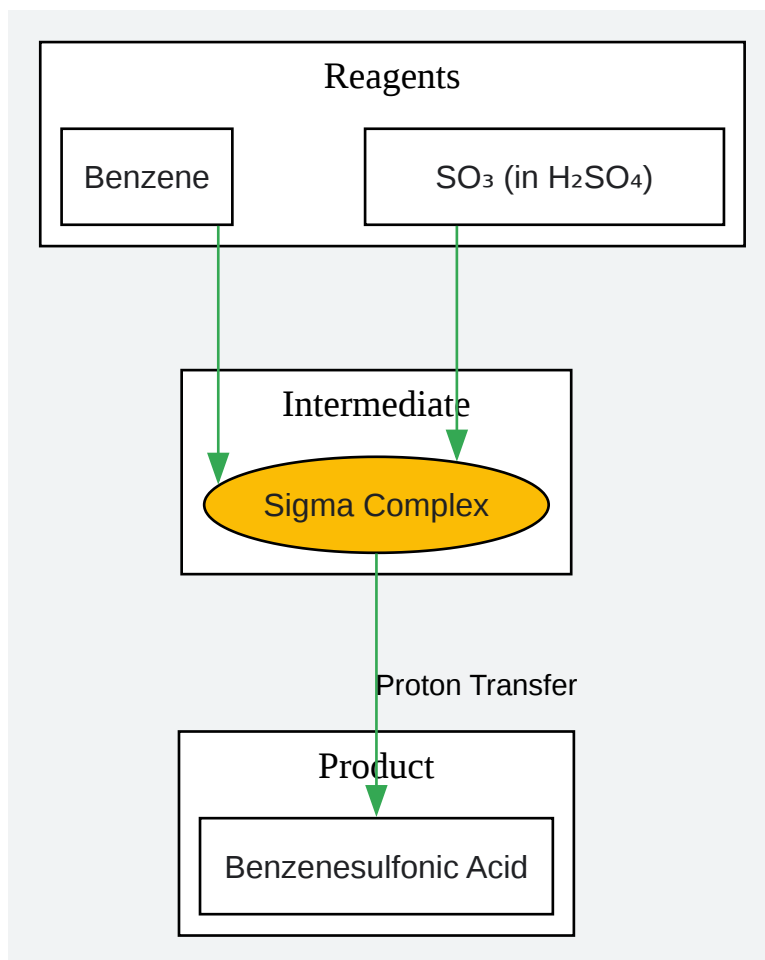 Reagents
Benzene
SO₃ (in H₂SO₄)
Intermediate
Sigma Complex
Proton Transfer
Product
Benzenesulfonic Acid